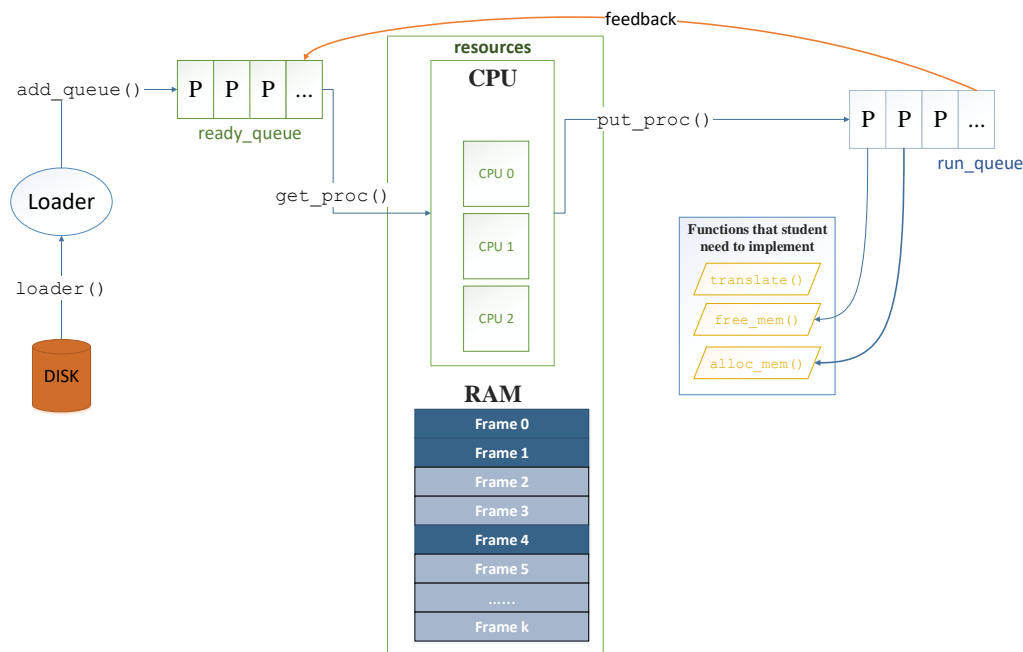 feedback
resources
CPU
add_queue()
P P P ...
ready_queue
put_proc()
P P P ...
run_queue
CPU 0
Loader
get_proc()
CPU 1
Functions that student
need to implement
translate()
loader()
free_mem()
CPU 2
alloc_mem()
DISK
RAM
Frame 0
Frame 1
Frame 2
Frame 3
Frame 4
Frame 5
......
Frame k